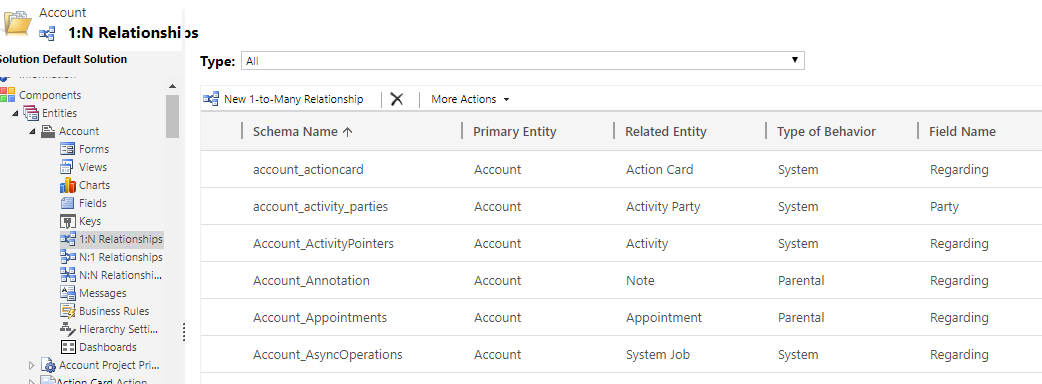 Account
1:N Relationships
Solution Default Solution
Information
Components
Entities
Account
Forms
Views
Charts
Fields
Keys
1:N Relationships
N:1 Relationships
N:N Relationshi...
Messages
Business Rules
Hierarchy Setti...
Dashboards
Account Project Pri...
Action Card Action
Type: All
New 1-to-Many Relationship More Actions
Schema Name Primary Entity Related Entity Type of Behavior Field Name
account_actioncard Account Action Card System Regarding
account_activity_parties Account Activity Party System Party
Account_ActivityPointers Account Activity System Regarding
Account_Annotation Account Note Parental Regarding
Account_Appointments Account Appointment Parental Regarding
Account_AsyncOperations Account System Job System Regarding